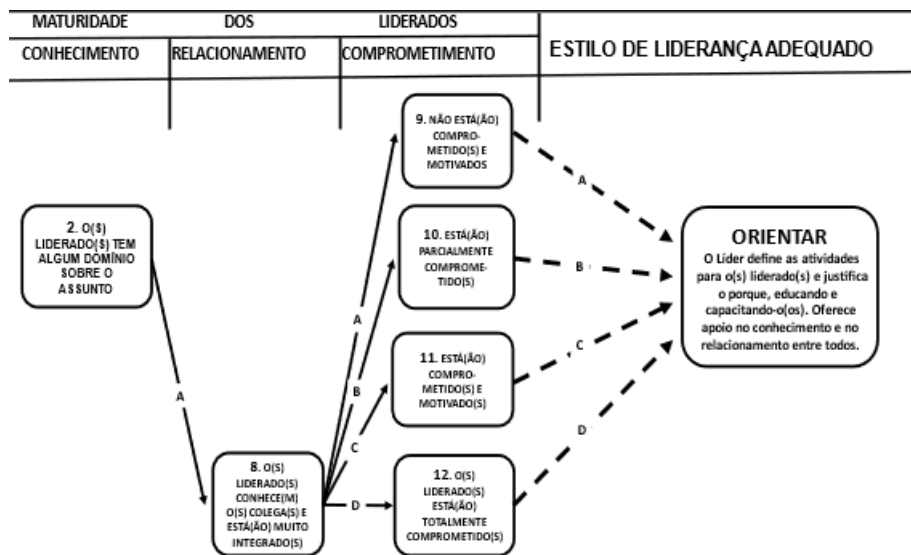 MATURIDADE DOS LIDERADOS
CONHECIMENTO RELACIONAMENTO COMPROMETIMENTO
ESTILO DE LIDERANÇA ADEQUADO
9. NÃO ESTÁ(ÃO)
COMPRO-
METIDO(S) E
MOTIVADOS
A
2. O(S)
LIDERADO(S) TEM
ALGUM DOMÍNIO
SOBRE O
ASSUNTO
10. ESTÁ(ÃO)
PARCIALMENTE
COMPROME-
TIDO(S)
B
ORIENTAR
O Líder define as atividades
para o(s) liderado(s) e justifica
o porque, educando e
capacitando-o(os). Oferece
apoio no conhecimento e no
relacionamento entre todos.
A
11. ESTÁ(ÃO)
COMPRO-
METIDO(S) E
MOTIVADO(S)
C
A
B
C
D
8. O(S)
LIDERADO(S)
CONHECE(M)
O(S) COLEGA(S) E
ESTÁ(ÃO) MUITO
INTEGRADO(S)
D
12. O(S)
LIDERADO(S)
ESTÁ(ÃO)
TOTALMENTE
COMPROMETIDO(S)